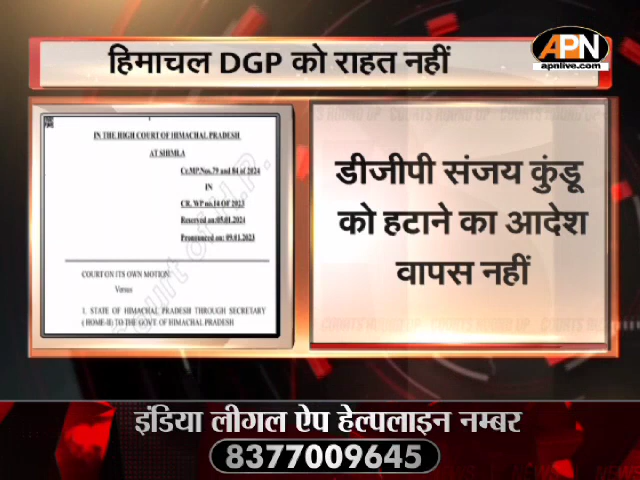 हिमाचल DGP को राहत नहीं
APN
apnlive.com
IN THE HIGH COURT OF HIMACHAL PRADESH
AT SHIMLA
Cr.MP.Nos.79 and 84 of 2024
IN
CR. WP no.14 OF 2023
Reserved on:05.01.2024
Pronounced on: 09.01.2023
COURT ON ITS OWN MOTION
Versus
1. STATE OF HIMACHAL PRADESH THROUGH SECRETARY
(HOME-II) TO THE GOVT. OF HIMACHAL PRADESH
डीजीपी संजय कुंडू
को हटाने का आदेश
वापस नहीं
इंडिया लीगल ऐप हेल्पलाइन नम्बर
8377009645